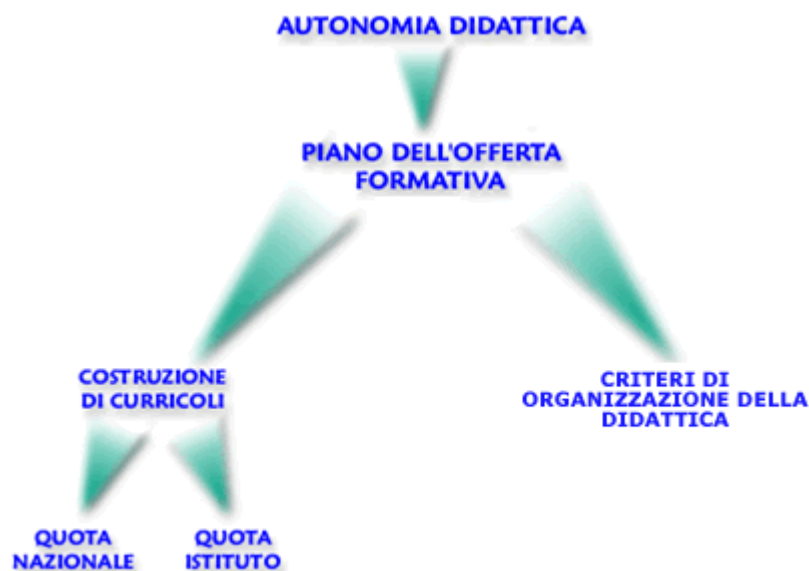 AUTONOMIA DIDATTICA
PIANO DELL'OFFERTA
FORMATIVA
COSTRUZIONE
DI CURRICOLI
CRITERI DI
ORGANIZZAZIONE DELLA
DIDATTICA
QUOTA
NAZIONALE
QUOTA
ISTITUTO